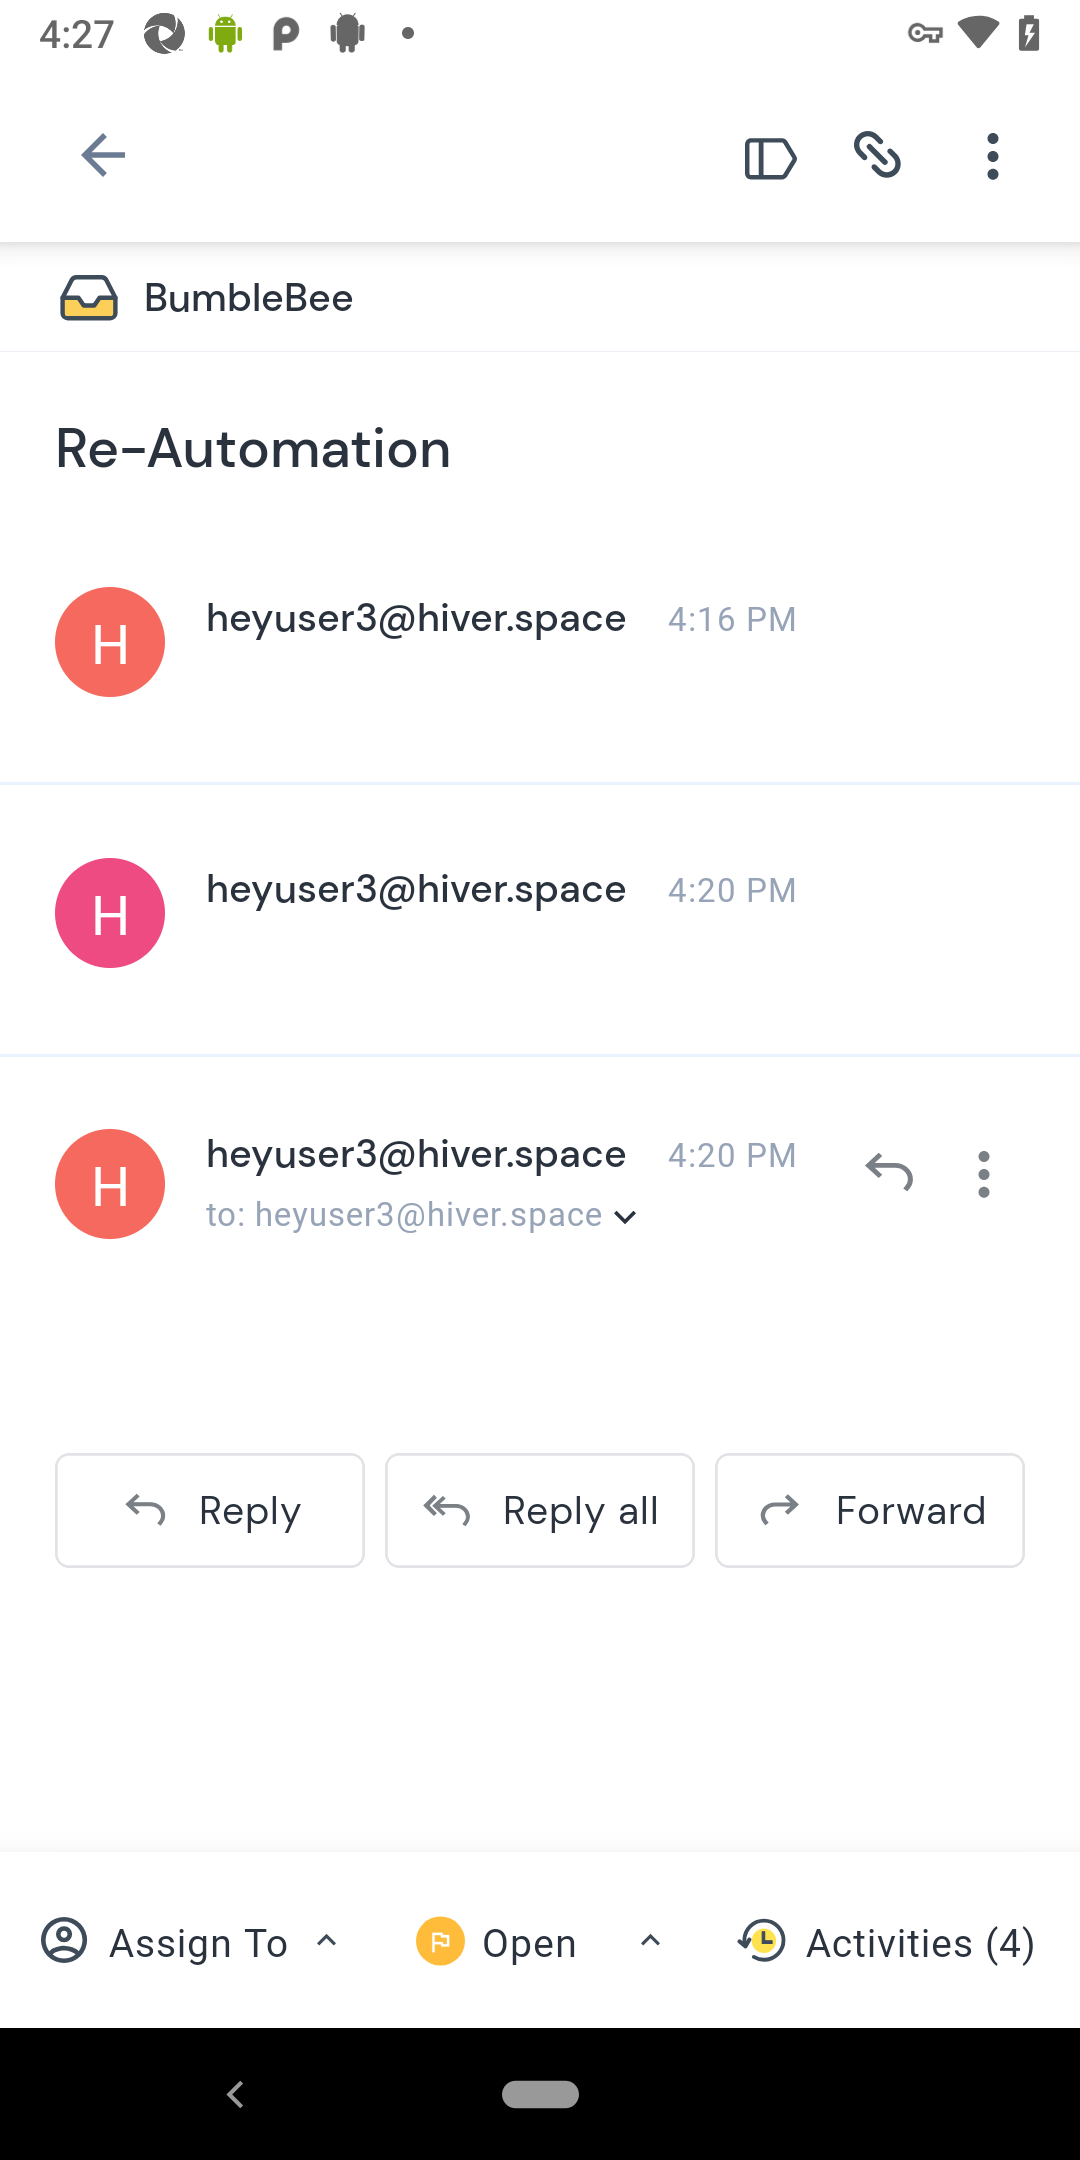 4:27
BumbleBee
Re-Automation
H
heyuser3@hiver.space 4:16 PM
H
heyuser3@hiver.space 4:20 PM
H
heyuser3@hiver.space 4:20 PM
to: heyuser3@hiver.space
Reply
Reply all
Forward
Assign To
Open
Activities (4)